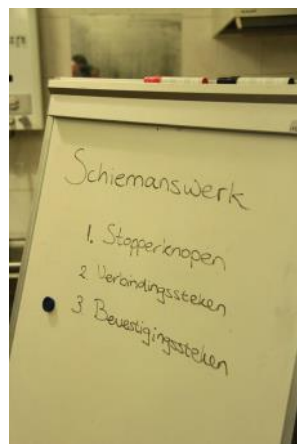 Schiemanswerk
1. Stopperknopen
2 Verbindingssteken
3. Bevestigingssteken